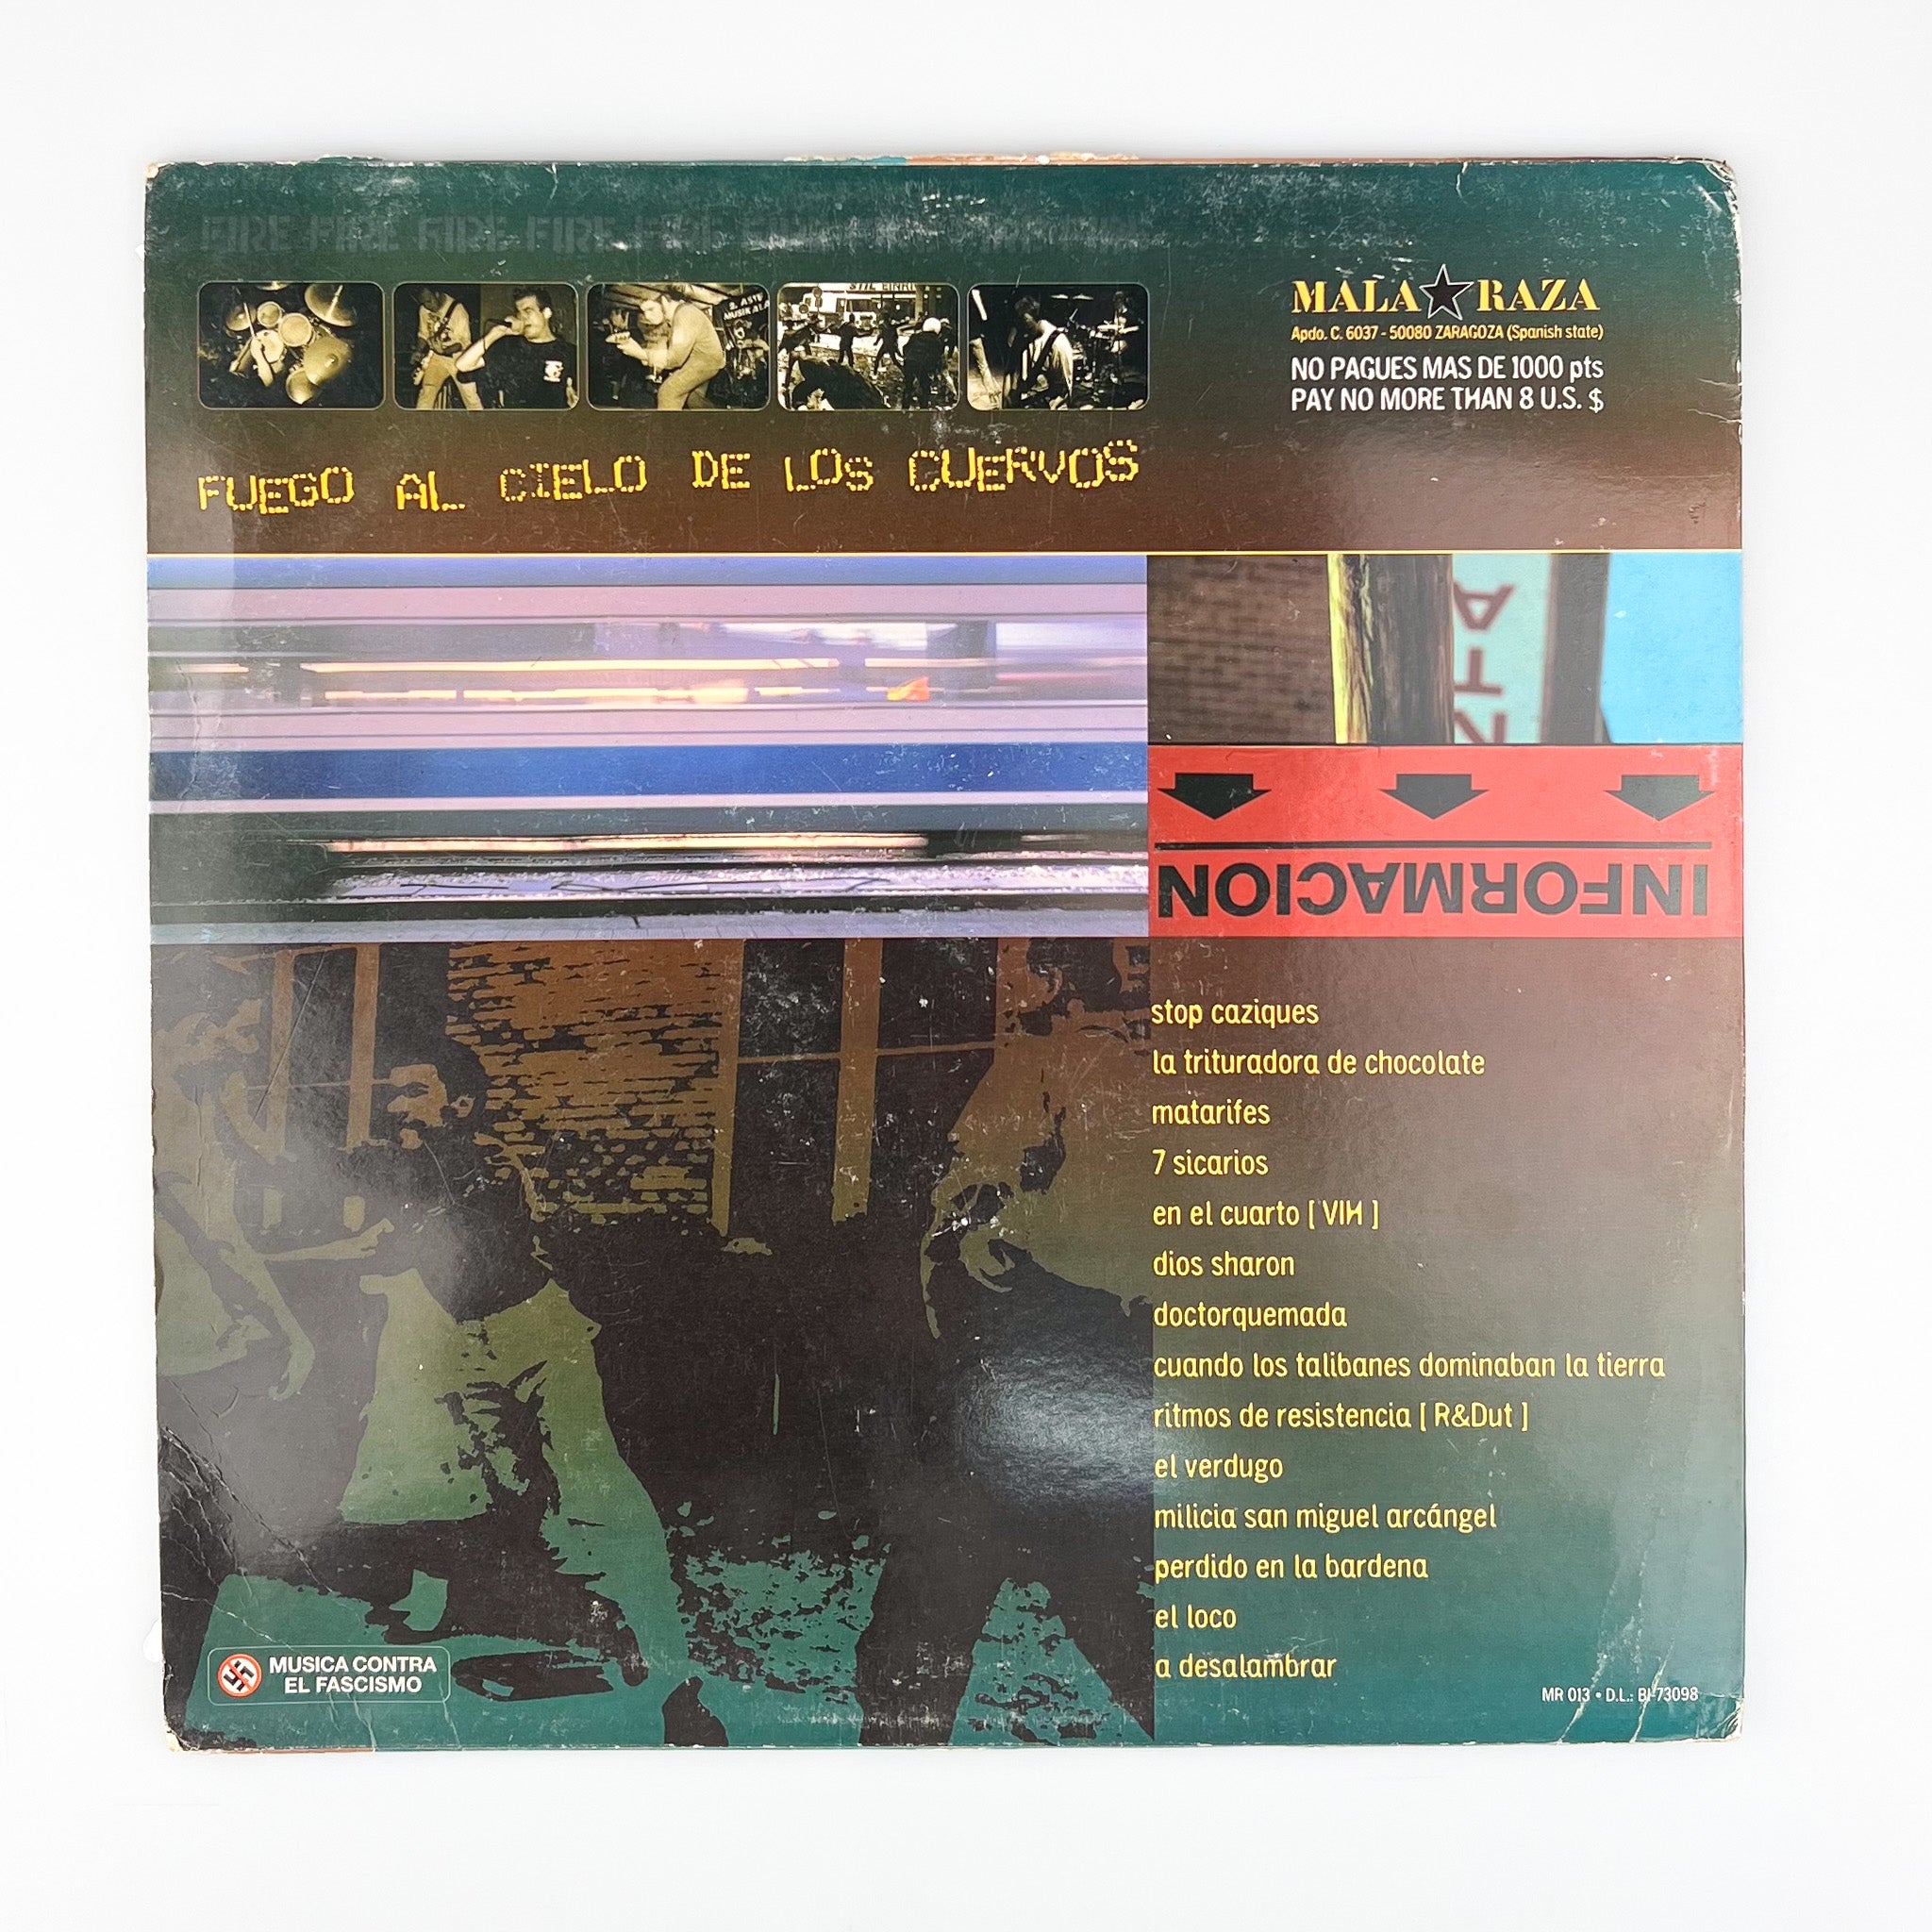 FIRE FIRE FIRE FIRE FIRE
MALA RAZA
Apdo. C. 6037 - 50080 ZARAGOZA (Spanish state)
NO PAGUES MAS DE 1000 pts
PAY NO MORE THAN 8 U.S. $
FUEGO AL CIELO DE LOS CUERVOS
INFORMACION
stop caziques
la trituradora de chocolate
matarifes
7 sicarios
en el cuarto [ VIH ]
dios sharon
doctorquemada
cuando los talibanes dominaban la tierra
ritmos de resistencia [ R&Dut ]
el verdugo
milicia san miguel arcángel
perdido en la bardena
el loco
a desalambrar
MUSICA CONTRA
EL FASCISMO
MR 013 • D.L.: BI-73098